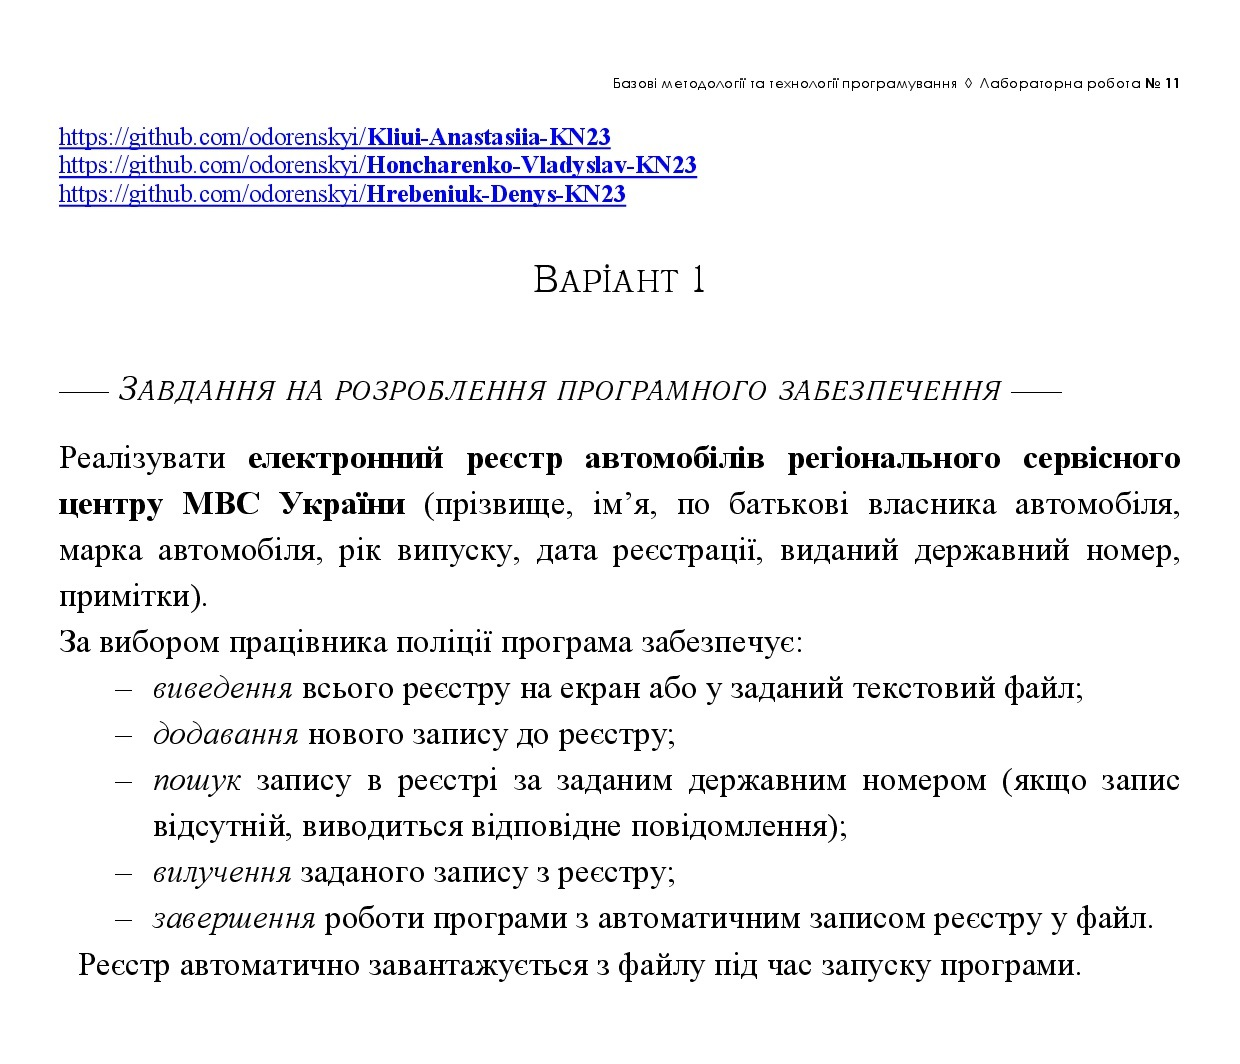 Базові методології та технології програмування ◊ Лабораторна робота № 11
https://github.com/odorenskyi/Kliui-Anastasiia-KN23
https://github.com/odorenskyi/Honcharenko-Vladyslav-KN23
https://github.com/odorenskyi/Hrebeniuk-Denys-KN23
Варіант 1
—— Завдання на розроблення програмного забезпечення ——
Реалізувати електронний реєстр автомобілів регіонального сервісного
центру МВС України (прізвище, ім’я, по батькові власника автомобіля,
марка автомобіля, рік випуску, дата реєстрації, виданий державний номер,
примітки).
За вибором працівника поліції програма забезпечує:
– виведення всього реєстру на екран або у заданий текстовий файл;
– додавання нового запису до реєстру;
– пошук запису в реєстрі за заданим державним номером (якщо запис
відсутній, виводиться відповідне повідомлення);
– вилучення заданого запису з реєстру;
– завершення роботи програми з автоматичним записом реєстру у файл.
Реєстр автоматично завантажується з файлу під час запуску програми.